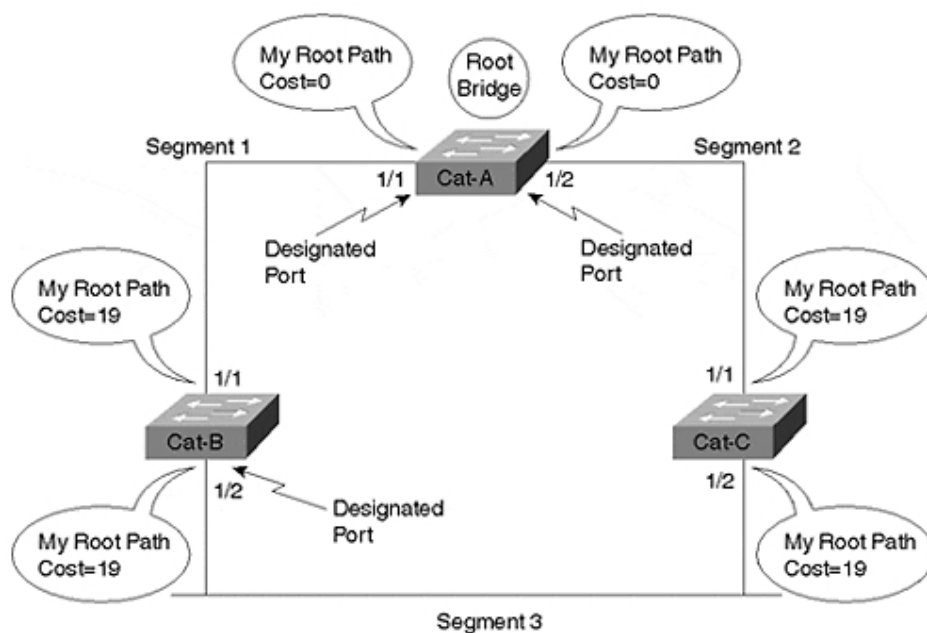 My Root Path
Cost=0
Root
Bridge
My Root Path
Cost=0
Segment 1
Segment 2
Cat-A
1/1
1/2
Designated
Port
Designated
Port
My Root Path
Cost=19
My Root Path
Cost=19
1/1
1/1
Cat-B
Cat-C
1/2
1/2
Designated
Port
My Root Path
Cost=19
My Root Path
Cost=19
Segment 3